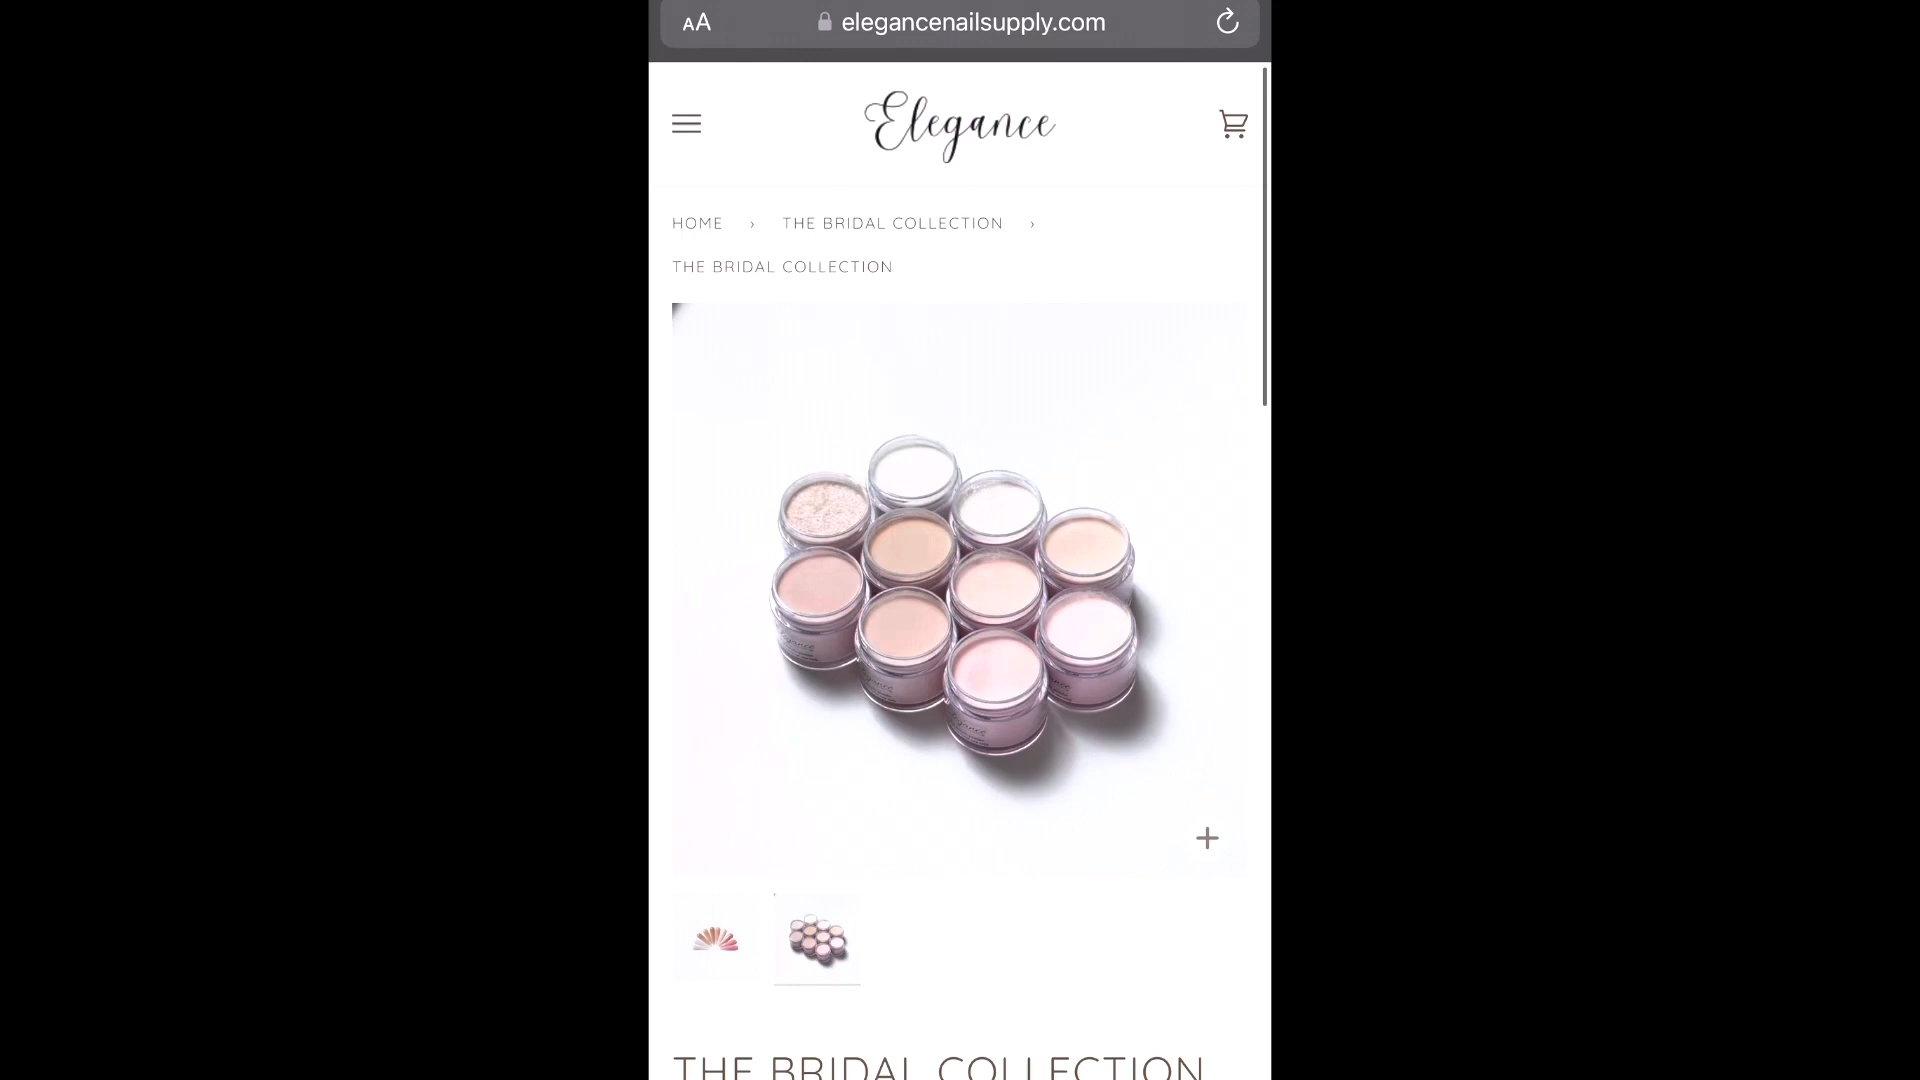 AA
elegancenailsupply.com
Elegance
HOME › THE BRIDAL COLLECTION ›
THE BRIDAL COLLECTION
THE BRIDAL COLLECTION